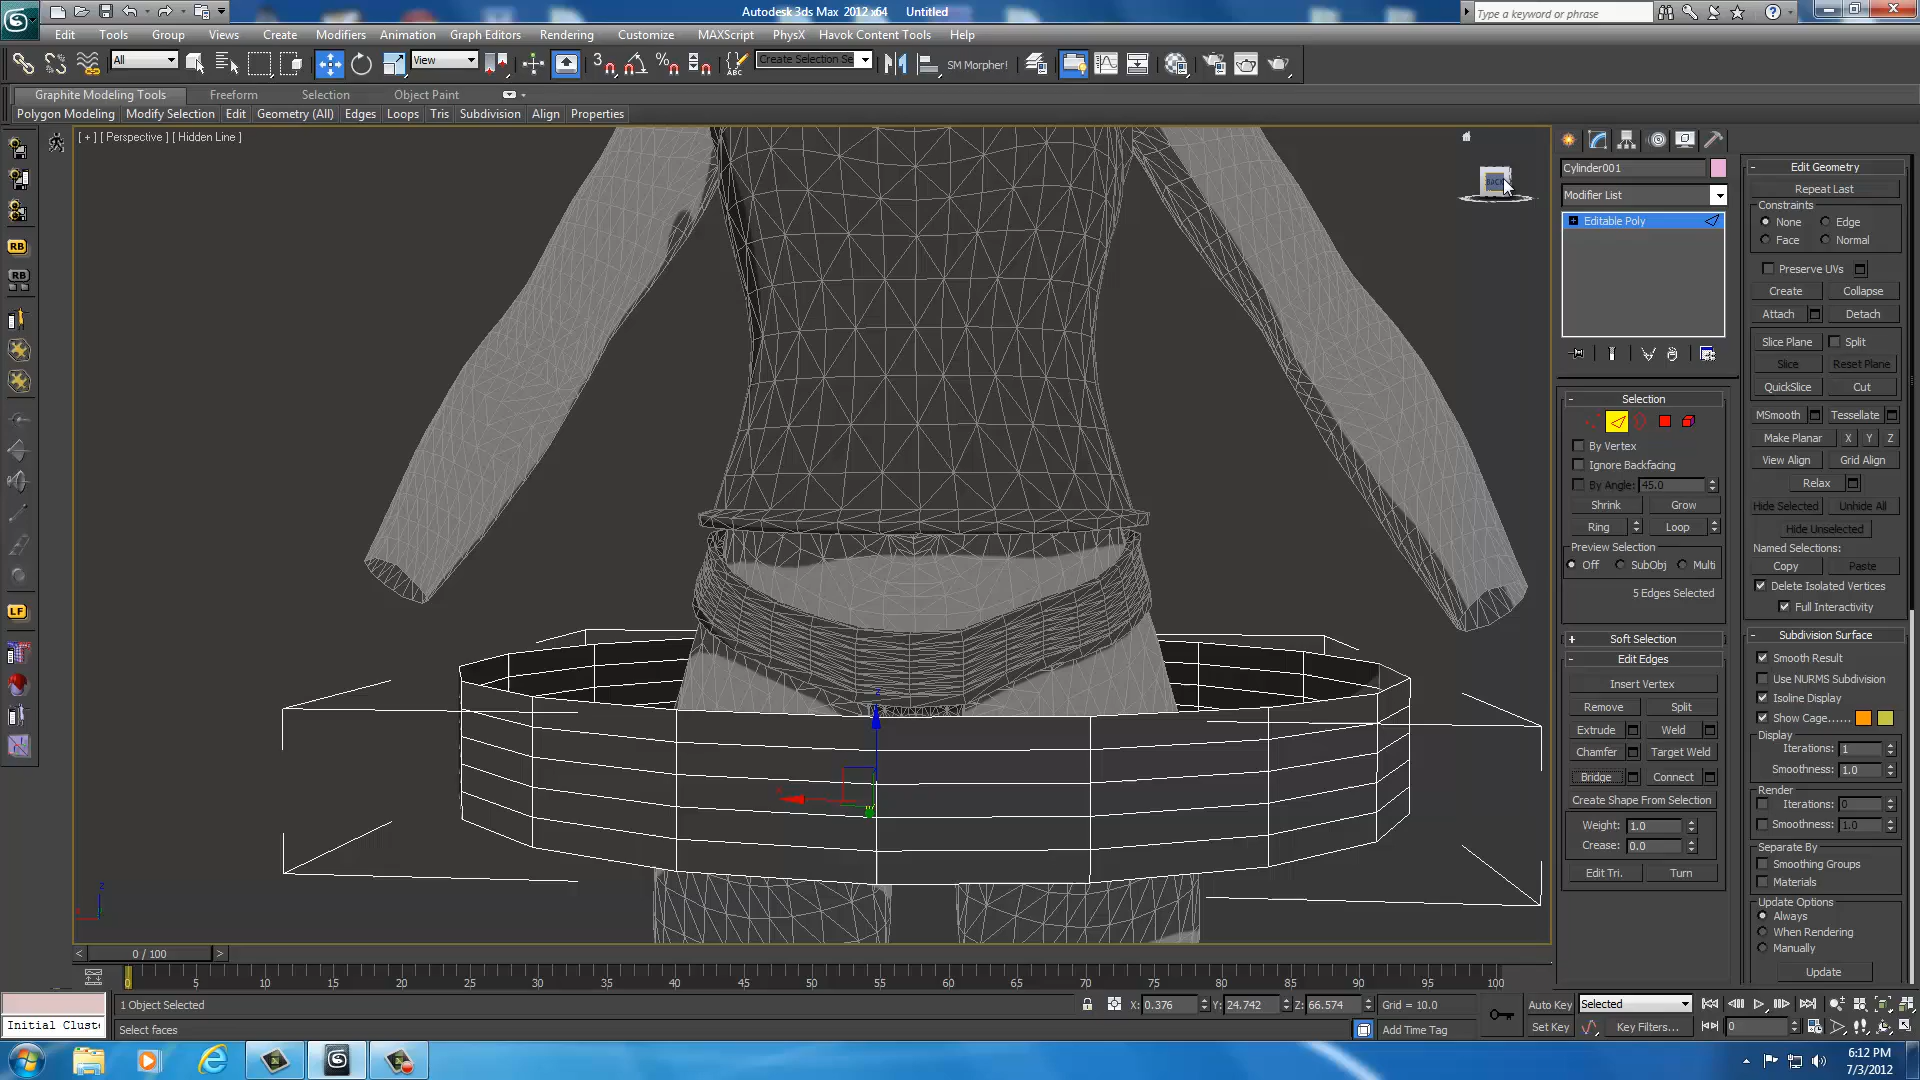 Autodesk 3ds Max 2012 x64 Untitled
Type a keyword or phrase
Edit Tools Group Views Create Modifiers Animation Graph Editors Rendering Customize MAXScript PhysX Havok Content Tools Help
All View Create Selection Se SM Morpher!
Graphite Modeling Tools Freeform Selection Object Paint
Polygon Modeling Modify Selection Edit Geometry (All) Edges Loops Tris Subdivision Align Properties
[ + ] [ Perspective ] [ Hidden Line ]
BACK
RB
RB
LF
Cylinder001
Modifier List
Editable Poly
Selection
By Vertex
Ignore Backfacing
By Angle: 45.0
Shrink Grow
Ring Loop
Preview Selection
Off SubObj Multi
5 Edges Selected
Soft Selection
Edit Edges
Insert Vertex
Remove Split
Extrude Weld
Chamfer Target Weld
Bridge Connect
Create Shape From Selection
Weight: 1.0
Crease: 0.0
Edit Tri. Turn
Edit Geometry
Repeat Last
Constraints
None Edge
Face Normal
Preserve UVs
Create Collapse
Attach Detach
Slice Plane Split
Slice Reset Plane
QuickSlice Cut
MSmooth Tessellate
Make Planar X Y Z
View Align Grid Align
Relax
Hide Selected Unhide All
Hide Unselected
Named Selections:
Copy Paste
Delete Isolated Vertices
Full Interactivity
Subdivision Surface
Smooth Result
Use NURMS Subdivision
Isoline Display
Show Cage......
Display
Iterations: 1
Smoothness: 1.0
Render
Iterations: 0
Smoothness: 1.0
Separate By
Smoothing Groups
Materials
Update Options
Always
When Rendering
Manually
Update
z
x
z
< 0 / 100 >
0 5 10 15 20 25 30 35 40 45 50 55 60 65 70 75 80 85 90 95 100
1 Object Selected X: 0.376 Y: 24.742 Z: 66.574 Grid = 10.0 Auto Key Selected
Initial Cluste Select faces Add Time Tag Set Key Key Filters... 0
6:12 PM
7/3/2012